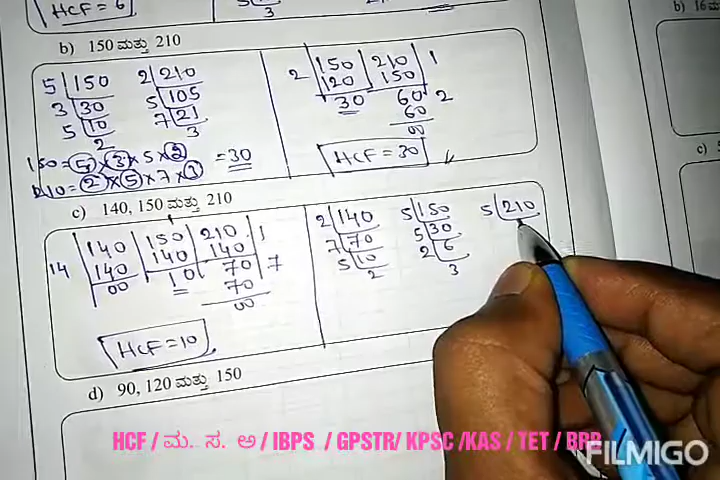 HCF = 6
3
b) 16
b) 150 ಮತ್ತು 210
5 150 2 210
3 30 5 105
5 10 7 21
2 3
150 = 5 × 3 × 5 × 2 = 30
210 = 2 × 5 × 7 × 3
2 150 210 1
120 150
30 60 2
60
00
HCF = 30
c) 140, 150 ಮತ್ತು 210
14 140 150 210 1
140 140 140
00 10 70 7
70
00
HCF = 10
2 140 5 150 5 210
7 70 5 30
5 10 2 6
2 3
c)
d) 90, 120 ಮತ್ತು 150
HCF / ಮ. ಸ. ಅ / IBPS / GPSTR/ KPSC /KAS / TET / BRP
FILMIGO